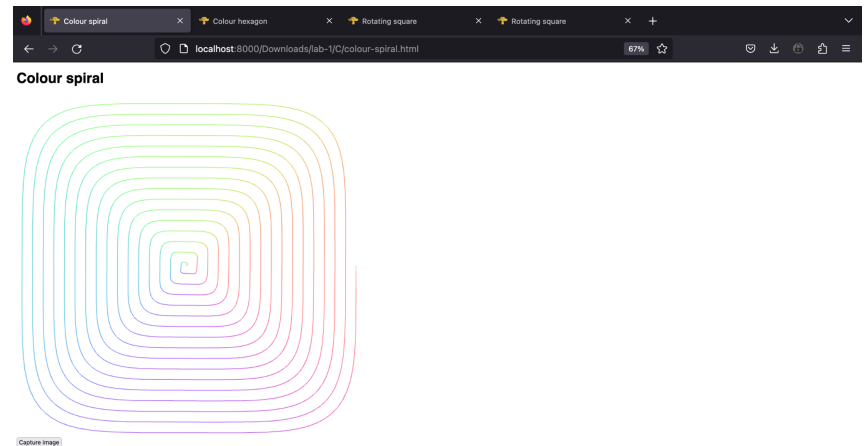 Colour spiral
Colour hexagon
Rotating square
Rotating square
localhost:8000/Downloads/lab-1/C/colour-spiral.html
67%
Colour spiral
Capture image